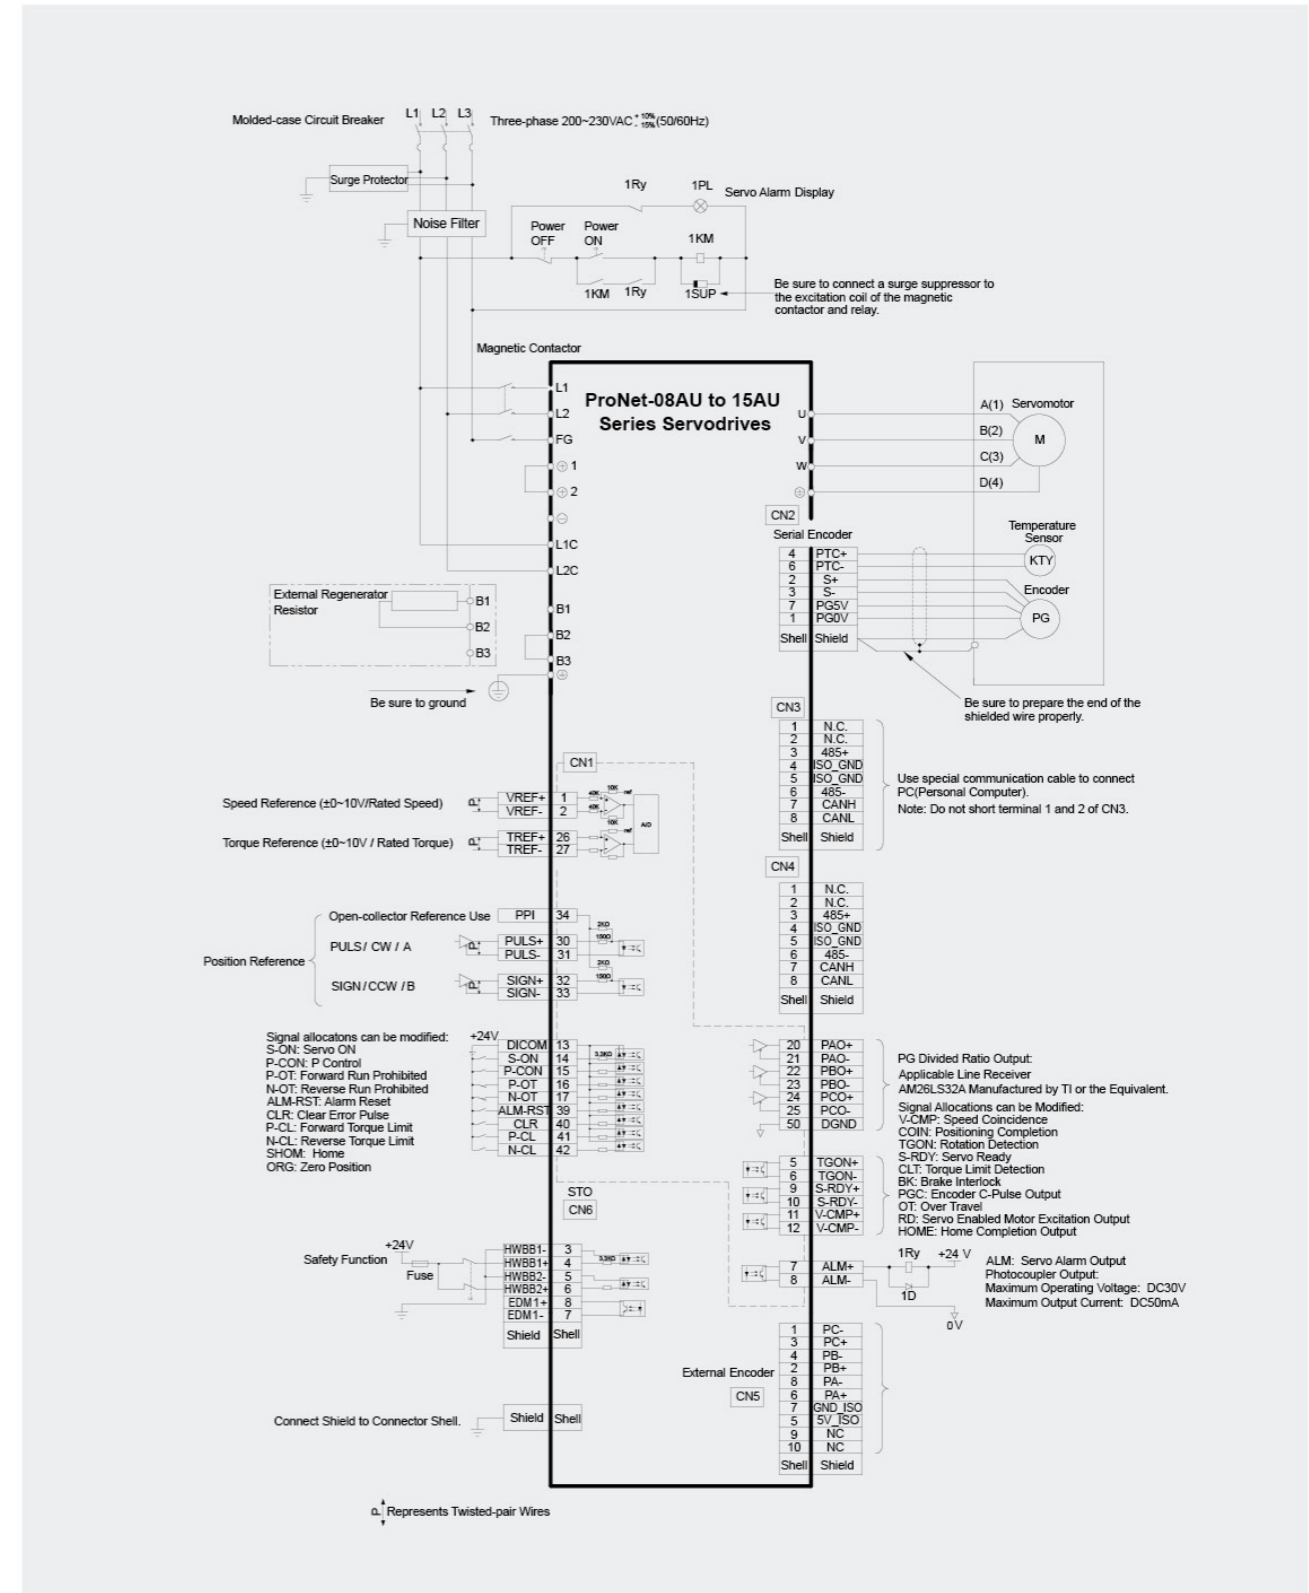 L1 L2 L3
Molded-case Circuit Breaker
Three-phase 200~230VAC +10% -15% (50/60Hz)
Surge Protector
1Ry 1PL Servo Alarm Display
Noise Filter
Power OFF
Power ON
1KM
1KM 1Ry 1SUP
Be sure to connect a surge suppressor to
the excitation coil of the magnetic
contactor and relay.
Magnetic Contactor
ProNet-08AU to 15AU
Series Servodrives
L1
L2
FG
1
2
L1C
L2C
B1
B2
B3
External Regenerator
Resistor
B1
B2
B3
Be sure to ground
U
V
W
A(1)
B(2)
C(3)
D(4)
Servomotor
M
CN2
Serial Encoder
4 PTC+
6 PTC-
2 S+
3 S-
7 PG5V
1 PG0V
Shell Shield
Temperature
Sensor
KTY
Encoder
PG
Be sure to prepare the end of the
shielded wire properly.
CN3
1 N.C.
2 N.C.
3 485+
4 ISO_GND
5 ISO_GND
6 485-
7 CANH
8 CANL
Shell Shield
Use special communication cable to connect
PC(Personal Computer).
Note: Do not short terminal 1 and 2 of CN3.
CN4
1 N.C.
2 N.C.
3 485+
4 ISO_GND
5 ISO_GND
6 485-
7 CANH
8 CANL
Shell Shield
CN1
Speed Reference (±0~10V/Rated Speed)
P
VREF+ 1
VREF- 2
40K
40K
10K
10K
ref
A/D
Torque Reference (±0~10V / Rated Torque)
P
TREF+ 26
TREF- 27
ref
Position Reference
Open-collector Reference Use
PPI 34
PULS / CW / A
P
PULS+ 30
PULS- 31
2KΩ
150Ω
SIGN/CCW /B
P
SIGN+ 32
SIGN- 33
2KΩ
150Ω
Signal allocatons can be modified:
S-ON: Servo ON
P-CON: P Control
P-OT: Forward Run Prohibited
N-OT: Reverse Run Prohibited
ALM-RST: Alarm Reset
CLR: Clear Error Pulse
P-CL: Forward Torque Limit
N-CL: Reverse Torque Limit
SHOM: Home
ORG: Zero Position
+24V
DICOM 13
S-ON 14
P-CON 15
P-OT 16
N-OT 17
ALM-RST 39
CLR 40
P-CL 41
N-CL 42
3.3KΩ
20 PAO+
21 PAO-
22 PBO+
23 PBO-
24 PCO+
25 PCO-
50 DGND
PG Divided Ratio Output:
Applicable Line Receiver
AM26LS32A Manufactured by TI or the Equivalent.
Signal Allocations can be Modified:
V-CMP: Speed Coincidence
COIN: Positioning Completion
TGON: Rotation Detection
S-RDY: Servo Ready
CLT: Torque Limit Detection
BK: Brake Interlock
PGC: Encoder C-Pulse Output
OT: Over Travel
RD: Servo Enabled Motor Excitation Output
HOME: Home Completion Output
5 TGON+
6 TGON-
9 S-RDY+
10 S-RDY-
11 V-CMP+
12 V-CMP-
STO
CN6
Safety Function
+24V
Fuse
HWBB1- 3
HWBB1+ 4
HWBB2- 5
HWBB2+ 6
EDM1+ 8
EDM1- 7
Shield Shell
3.3KΩ
7 ALM+
8 ALM-
1Ry
+24 V
1D
0V
ALM: Servo Alarm Output
Photocoupler Output:
Maximum Operating Voltage: DC30V
Maximum Output Current: DC50mA
External Encoder
CN5
1 PC-
3 PC+
4 PB-
2 PB+
8 PA-
6 PA+
7 GND_ISO
5 5V_ISO
9 NC
10 NC
Shell Shield
Connect Shield to Connector Shell.
Shield Shell
P Represents Twisted-pair Wires